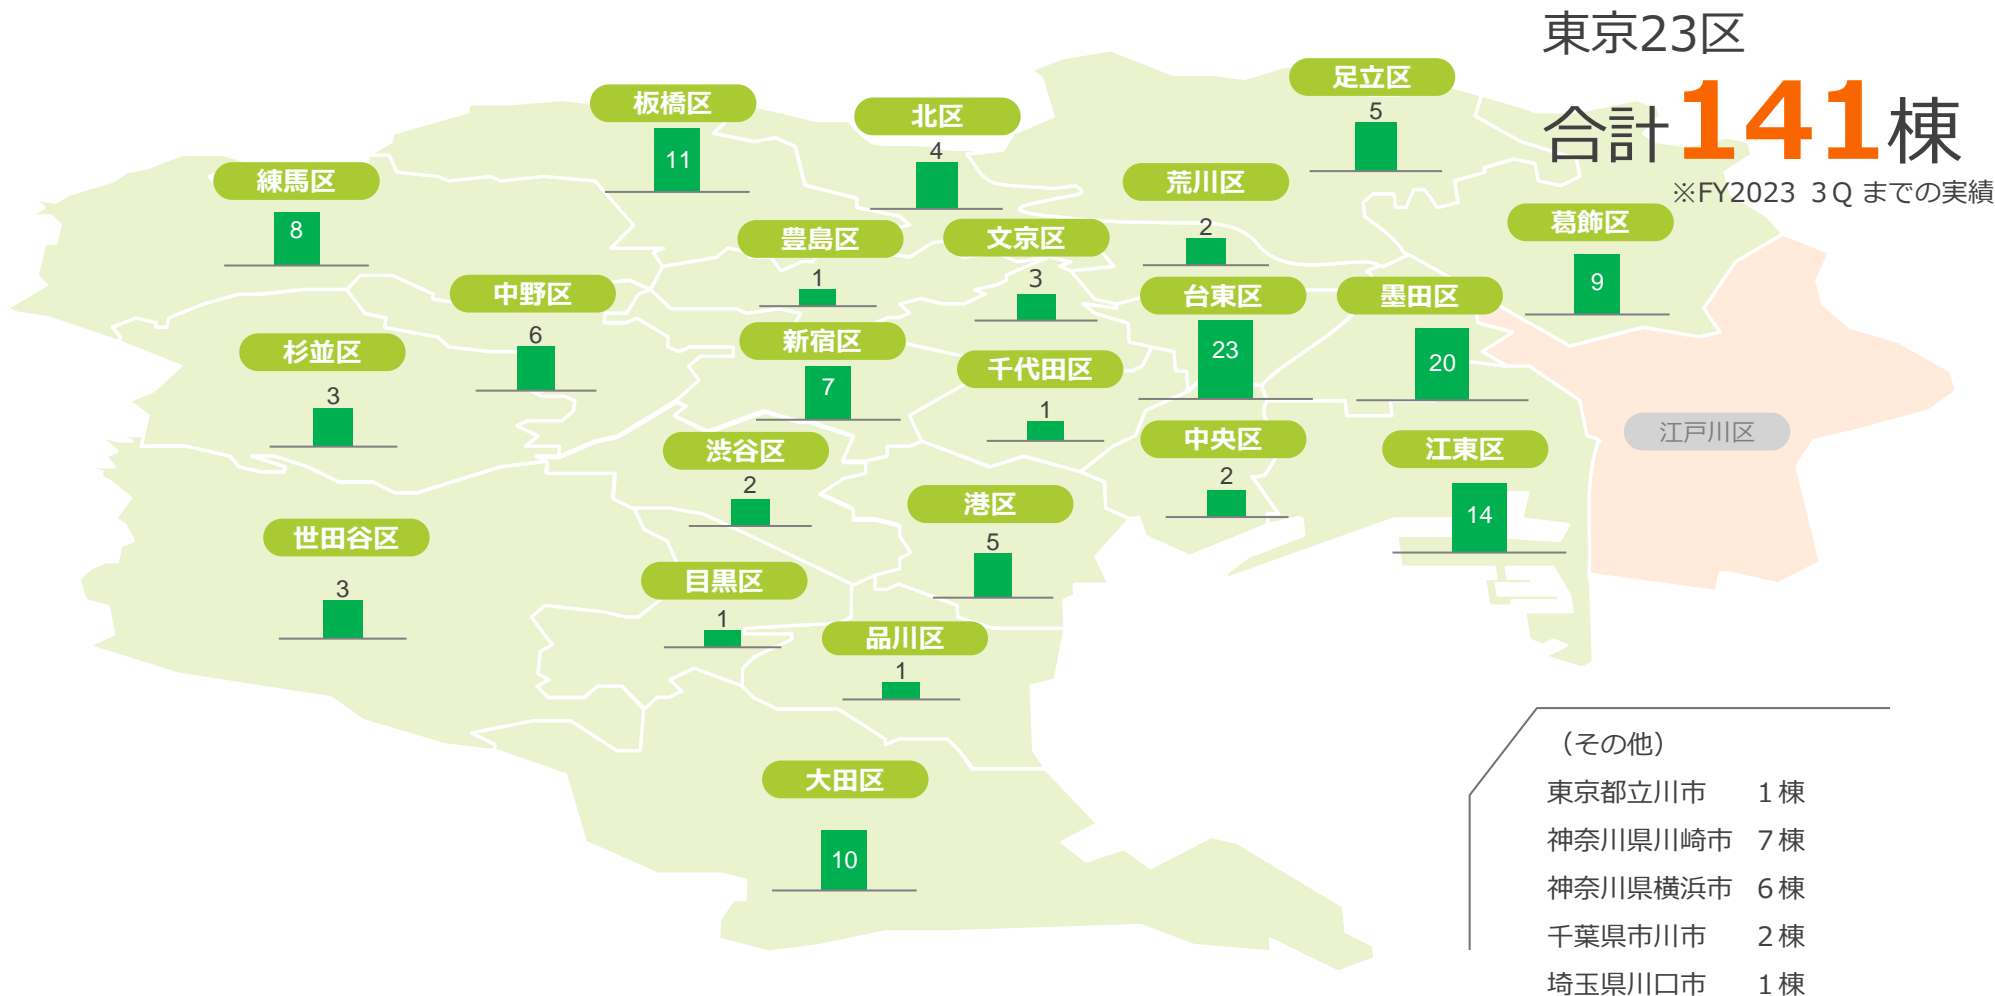 東京23区
合計141棟
※FY2023 3Q までの実績
足立区
5
板橋区
11
北区
4
練馬区
8
荒川区
2
葛飾区
9
豊島区
1
文京区
3
中野区
6
台東区
23
墨田区
20
杉並区
3
新宿区
7
千代田区
1
江戸川区
渋谷区
2
中央区
2
江東区
14
港区
5
世田谷区
3
目黒区
1
品川区
1
大田区
10
（その他）
東京都立川市 1棟
神奈川県川崎市 7棟
神奈川県横浜市 6棟
千葉県市川市 2棟
埼玉県川口市 1棟